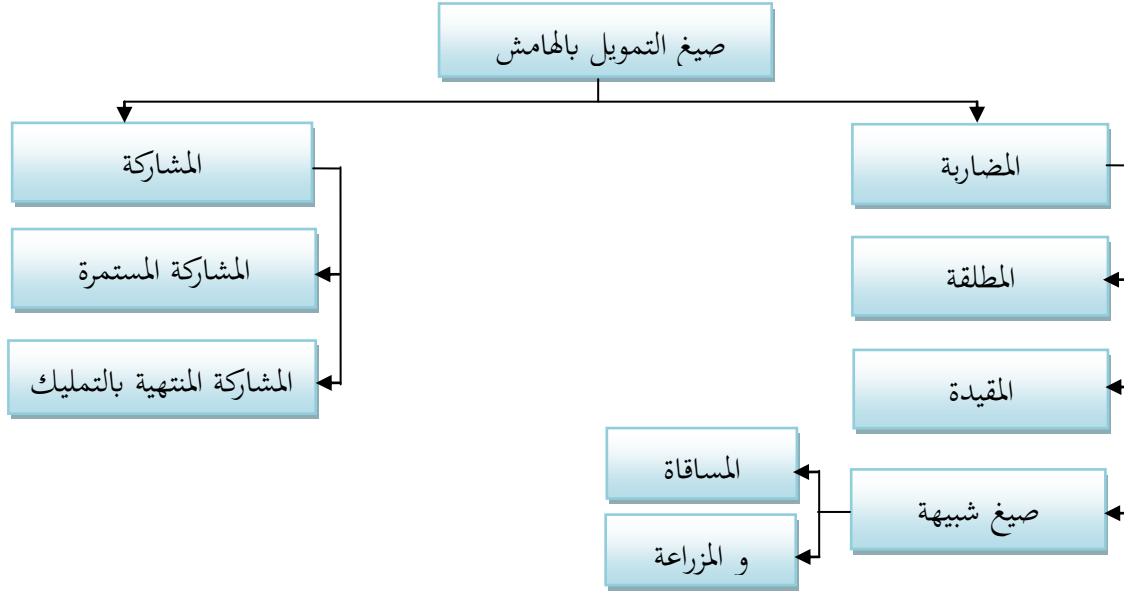 صيغ التمويل بالهامش
المضاربة
المطلقة
المقيدة
صيغ شبيهة
المساقاة
و المزراعة
المشاركة
المشاركة المستمرة
المشاركة المنتهية بالتمليك